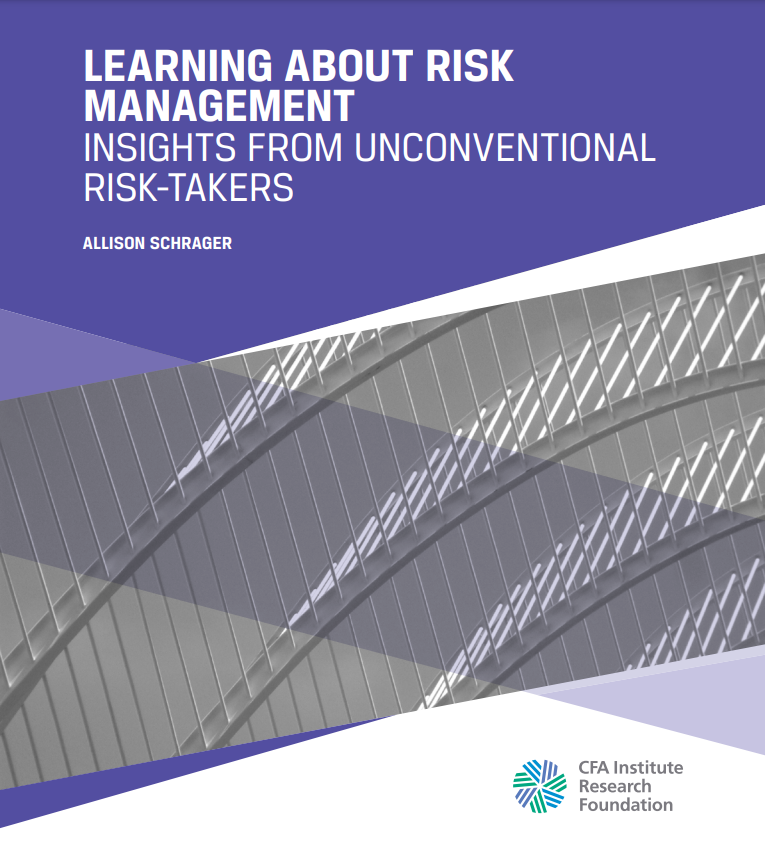 LEARNING ABOUT RISK
MANAGEMENT
INSIGHTS FROM UNCONVENTIONAL
RISK-TAKERS
ALLISON SCHRAGER
CFA Institute
Research
Foundation